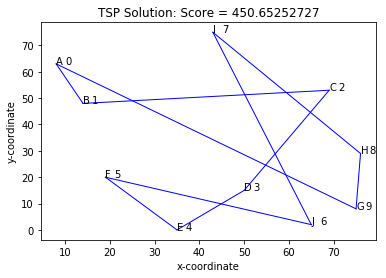 TSP Solution: Score = 450.65252727
I 7
70
A 0
60
C 2
50
B 1
y-coordinate
40
30
H 8
20
F 5
D 3
10
G 9
J 6
0
E 4
10 20 30 40 50 60 70
x-coordinate